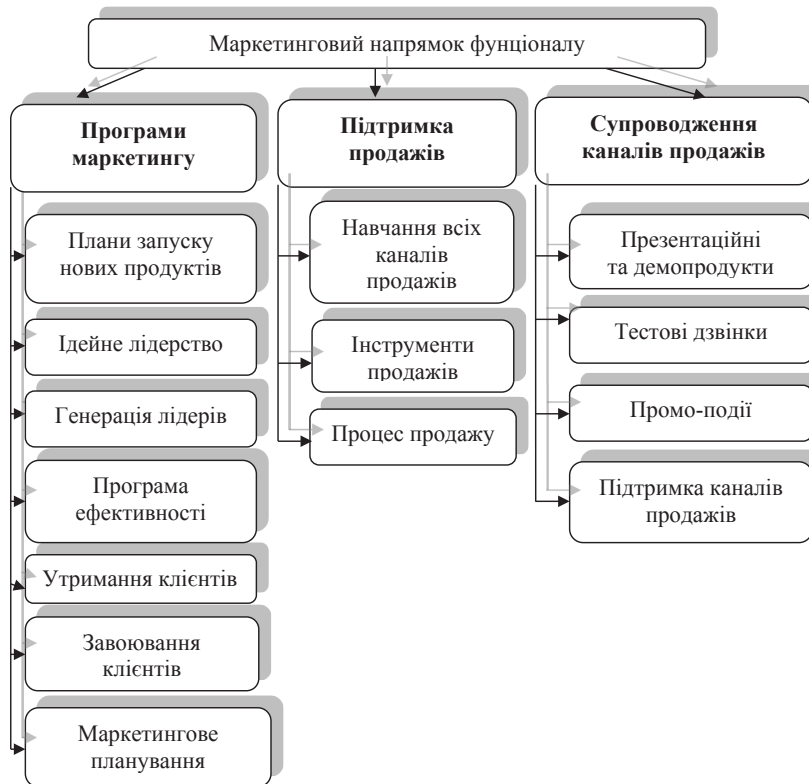 Маркетинговий напрямок фунціоналу
Програми
маркетингу
Плани запуску
нових продуктів
Ідейне лідерство
Генерація лідерів
Програма
ефективності
Утримання клієнтів
Завоювання
клієнтів
Маркетингове
планування
Підтримка
продажів
Навчання всіх
каналів
продажів
Інструменти
продажів
Процес продажу
Супроводження
каналів продажів
Презентаційні
та демопродукти
Тестові дзвінки
Промо-події
Підтримка каналів
продажів